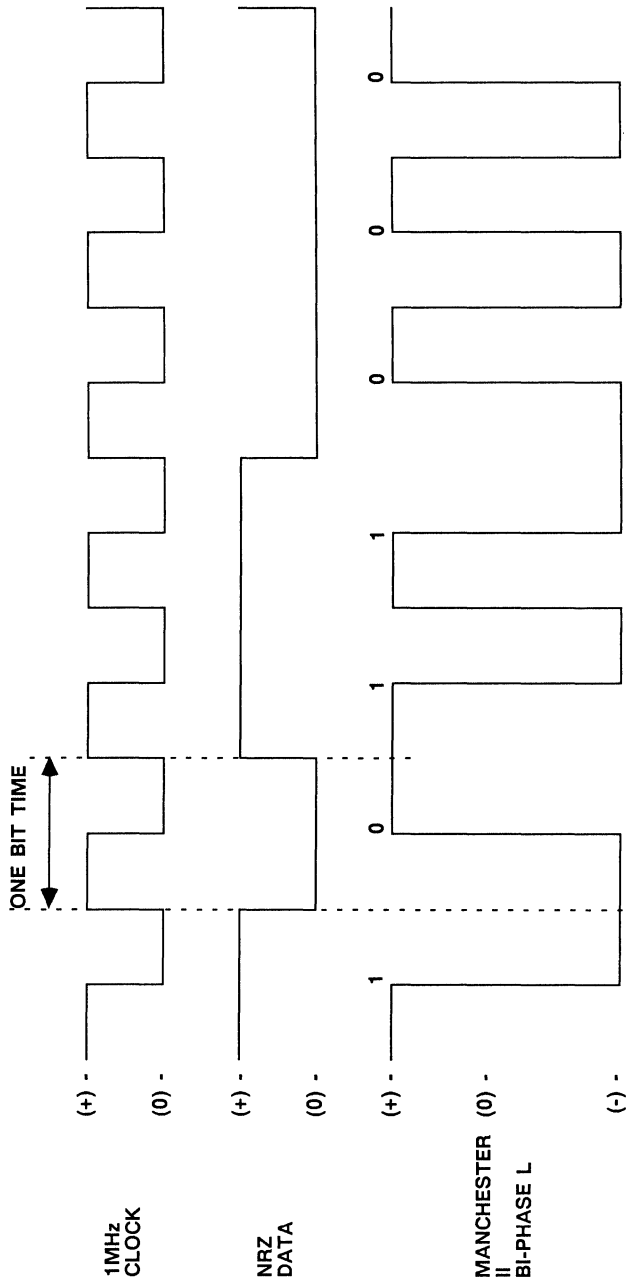 ONE BIT TIME
1MHz
CLOCK
(+) -
(0) -
NRZ
DATA
(+) -
(0) -
1 0 1 1 0 0 0
MANCHESTER
II
BI-PHASE L
(+) -
(0) -
(-) -